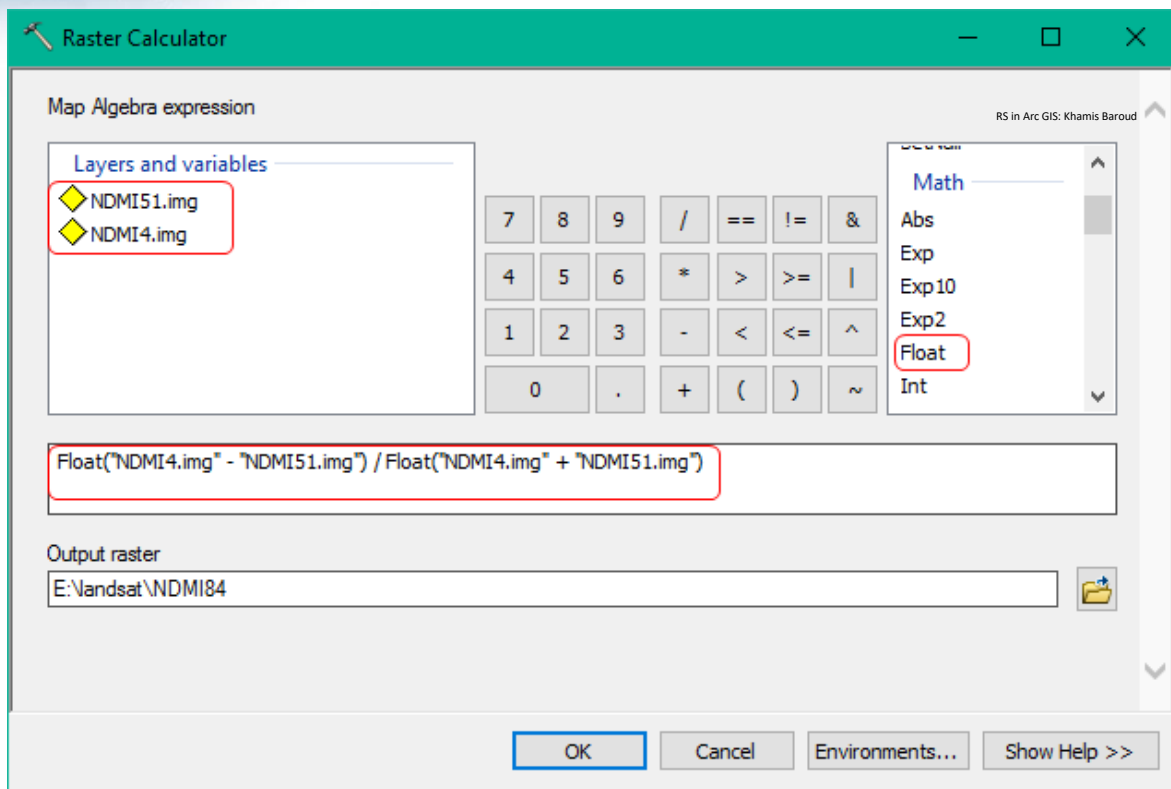 Raster Calculator
Map Algebra expression
RS in Arc GIS: Khamis Baroud
Layers and variables
NDMI51.img
NDMI4.img
7 8 9 / == != &
4 5 6 * > >= |
1 2 3 - < <= ^
0 . + ( ) ~
Math
Abs
Exp
Exp10
Exp2
Float
Int
Float("NDMI4.img" - "NDMI51.img") / Float("NDMI4.img" + "NDMI51.img")
Output raster
E:\landsat\NDMI84
OK Cancel Environments... Show Help >>